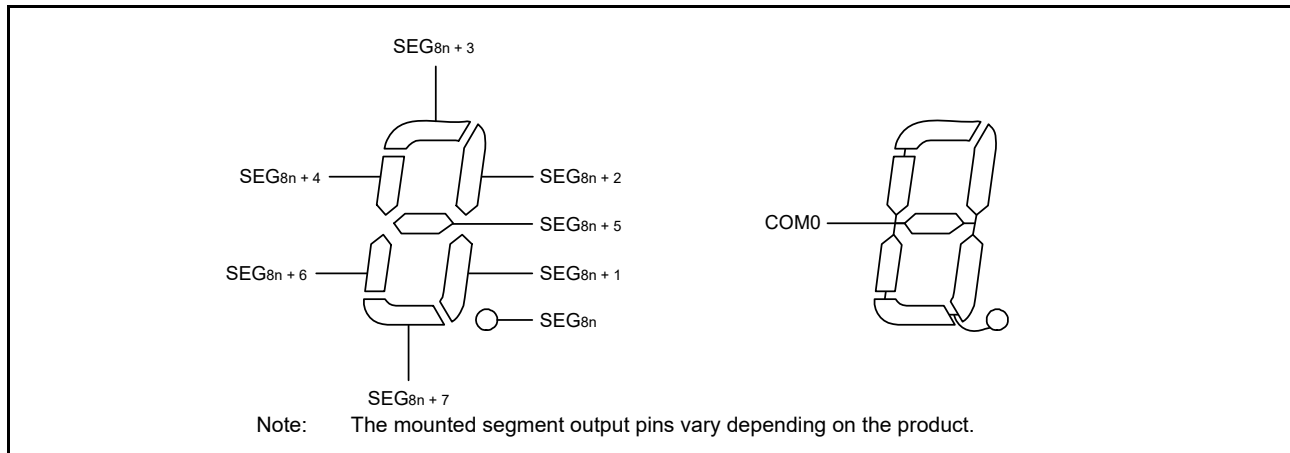 SEG8n + 3
SEG8n + 4
SEG8n + 2
SEG8n + 5
COM0
SEG8n + 6
SEG8n + 1
SEG8n
SEG8n + 7
Note: The mounted segment output pins vary depending on the product.